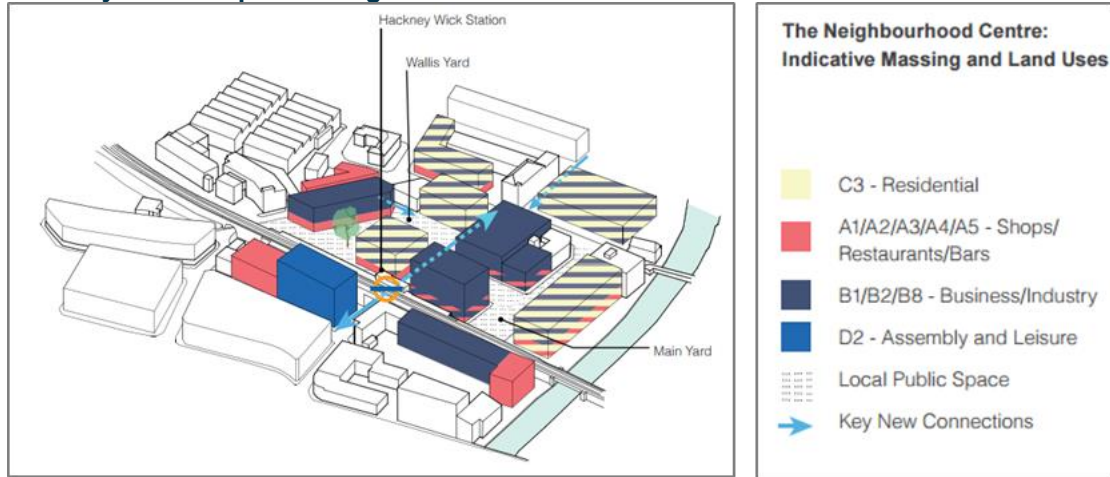 Hackney Wick Station
Wallis Yard
Main Yard
The Neighbourhood Centre:
Indicative Massing and Land Uses
C3 - Residential
A1/A2/A3/A4/A5 - Shops/
Restaurants/Bars
B1/B2/B8 - Business/Industry
D2 - Assembly and Leisure
Local Public Space
Key New Connections